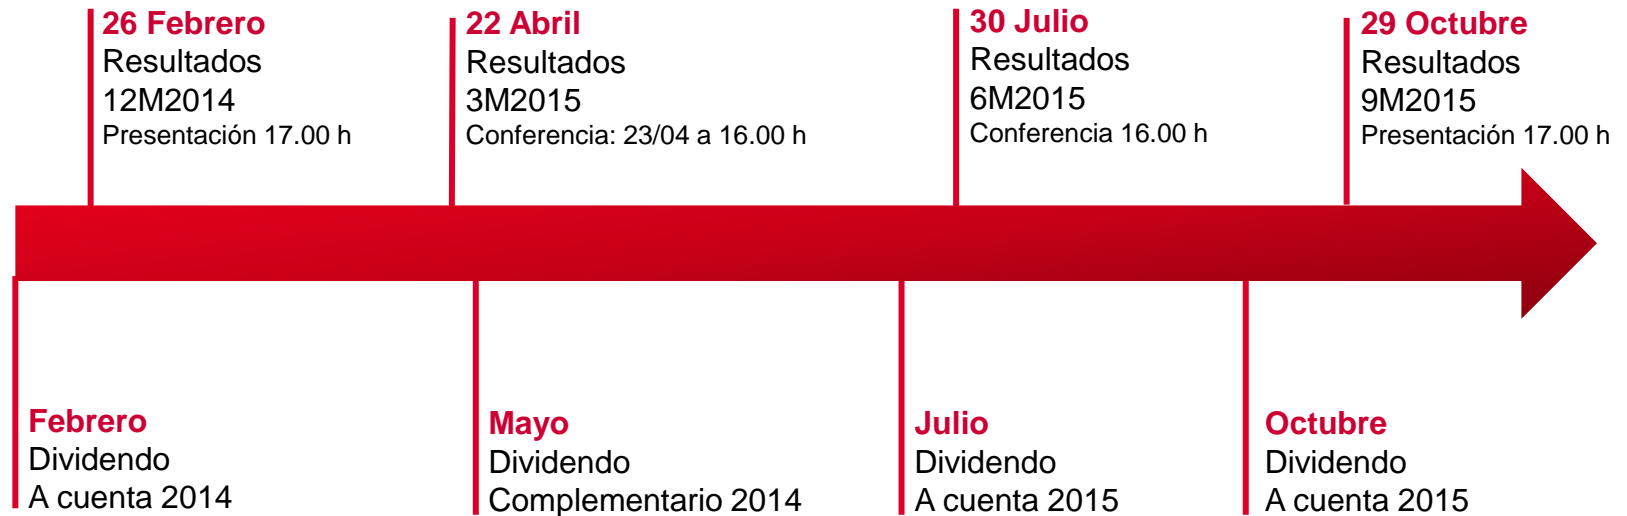 26 Febrero
Resultados
12M2014
Presentación 17.00 h
22 Abril
Resultados
3M2015
Conferencia: 23/04 a 16.00 h
30 Julio
Resultados
6M2015
Conferencia 16.00 h
29 Octubre
Resultados
9M2015
Presentación 17.00 h
Febrero
Dividendo
A cuenta 2014
Mayo
Dividendo
Complementario 2014
Julio
Dividendo
A cuenta 2015
Octubre
Dividendo
A cuenta 2015